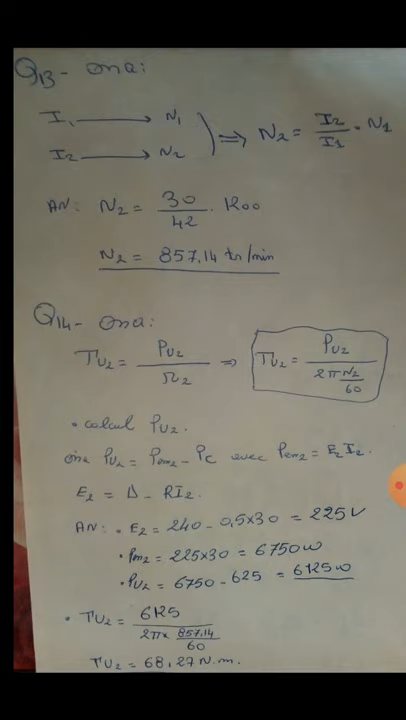 Q13- ona:
I1 ⟶ N1
I2 ⟶ N2 ) ⟹ N2 = I2/I1 · N1
AN: N2 = 30/42 · 1200
N2 = 857,14 tr/min
Q14- ona:
TU2 = PU2/Ω2 ⟹ TU2 = PU2/(2π N2/60)
• calcul PU2.
ona PU2 = Pem2 - Pc avec Pem2 = E2 I2.
E2 = U - RI2.
AN: • E2 = 240 - 0,5x30 = 225V
• Pem2 = 225x30 = 6750w
• PU2 = 6750 - 625 = 6125w
• TU2 = 6125/(2π x 857,14/60)
TU2 = 68,27 N.m.